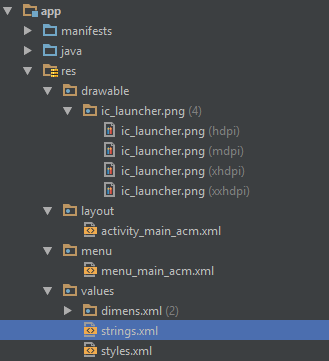 app
manifests
java
res
drawable
ic_launcher.png (4)
ic_launcher.png (hdpi)
ic_launcher.png (mdpi)
ic_launcher.png (xhdpi)
ic_launcher.png (xxhdpi)
layout
activity_main_acm.xml
menu
menu_main_acm.xml
values
dimens.xml (2)
strings.xml
styles.xml